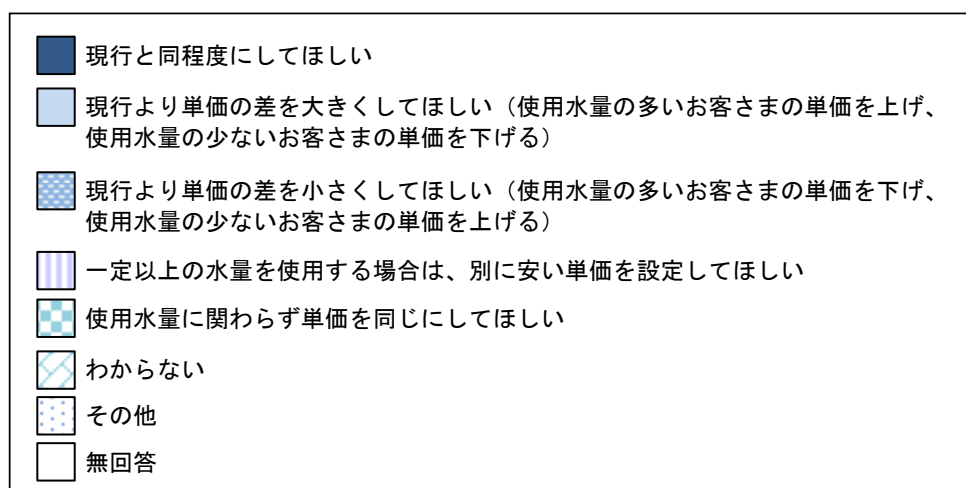 現行と同程度にしてほしい
現行より単価の差を大きくしてほしい（使用水量の多いお客さまの単価を上げ、
使用水量の少ないお客さまの単価を下げる）
現行より単価の差を小さくしてほしい（使用水量の多いお客さまの単価を下げ、
使用水量の少ないお客さまの単価を上げる）
一定以上の水量を使用する場合は、別に安い単価を設定してほしい
使用水量に関わらず単価を同じにしてほしい
わからない
その他
無回答